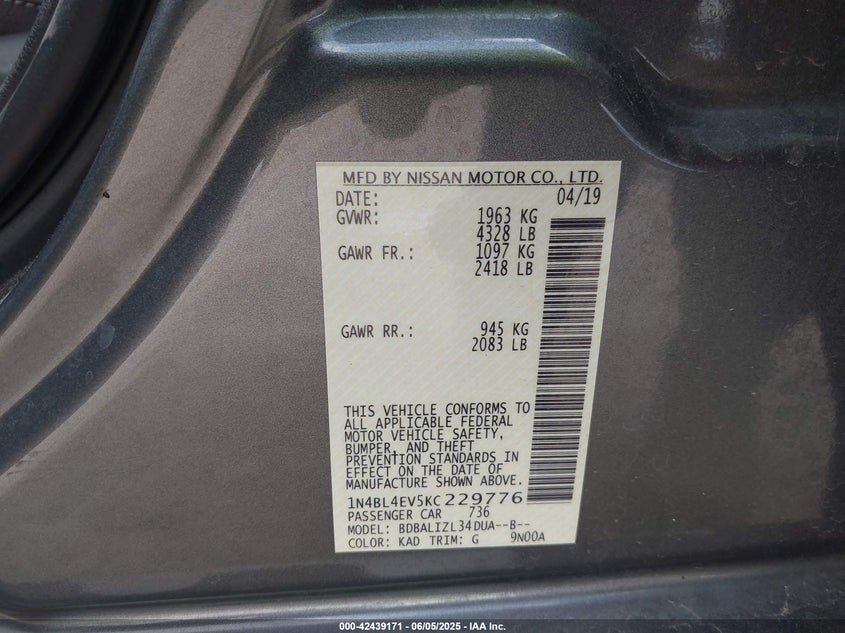 MFD BY NISSAN MOTOR CO., LTD.
DATE: 04/19
GVWR: 1963 KG
4328 LB
GAWR FR.: 1097 KG
2418 LB
GAWR RR.: 945 KG
2083 LB
THIS VEHICLE CONFORMS TO
ALL APPLICABLE FEDERAL
MOTOR VEHICLE SAFETY,
BUMPER, AND THEFT
PREVENTION STANDARDS IN
EFFECT ON THE DATE OF
MANUFACTURE SHOWN ABOVE.
1N4BL4EV5KC229776
PASSENGER CAR 736
MODEL: BDBALIZL34DUA--B--
COLOR: KAD TRIM: G 9N00A
000-42439171 - 06/05/2025 - IAA Inc.